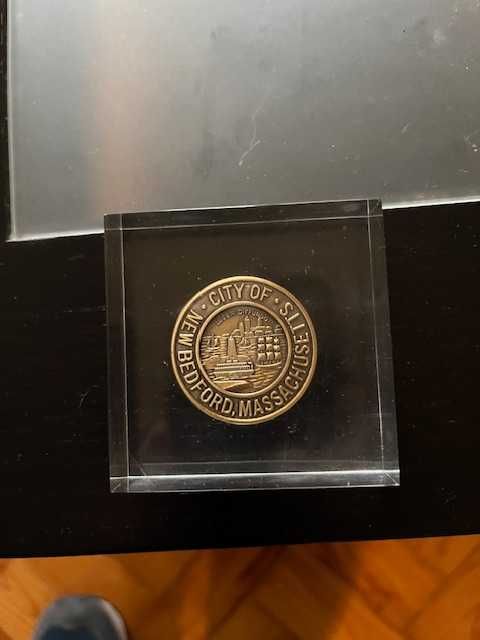 · CITY OF ·
NEW BEDFORD, MASSACHUSETTS